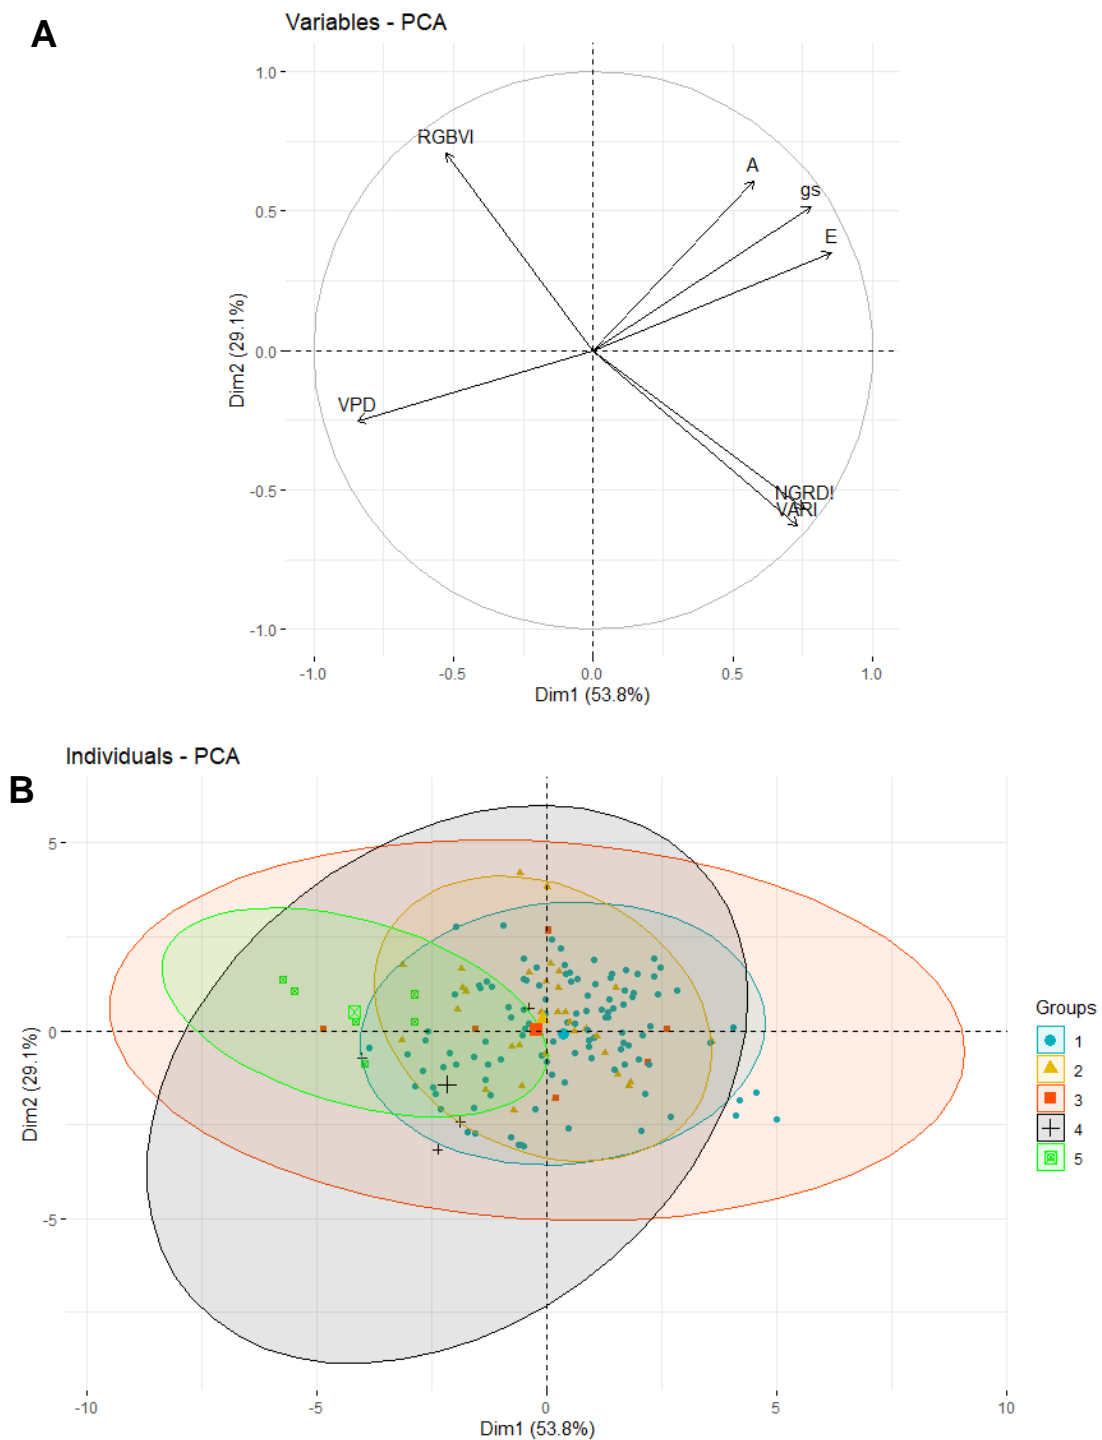 A
Variables - PCA
1.0
RGBVI
A
gs
0.5
E
Dim2 (29.1%)
0.0
VPD
-0.5
NGRDI
VARI
-1.0
-1.0 -0.5 0.0 0.5 1.0
Dim1 (53.8%)
Individuals - PCA
B
5
0
Dim2 (29.1%)
-5
-10 -5 0 5 10
Dim1 (53.8%)
Groups
1
2
3
4
5